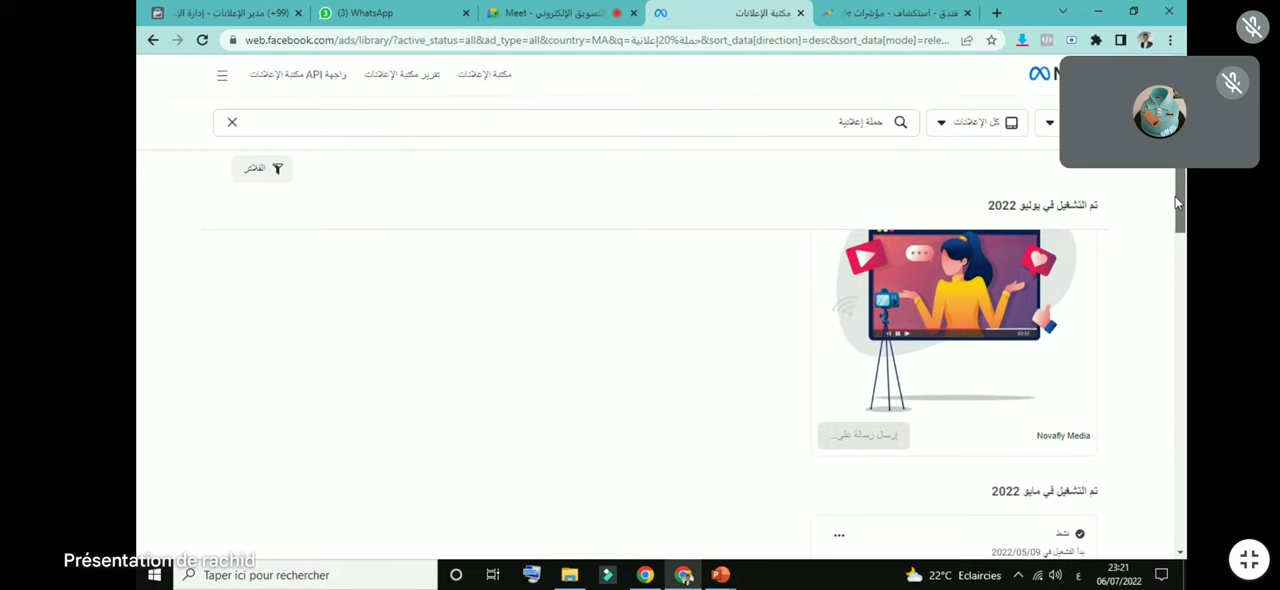 (99+) مدير الإعلانات - إدارة الإ
(3) WhatsApp
Meet - التسويق الإلكتروني
مكتبة الإعلانات
فندق - استكشاف - مؤشرات
web.facebook.com/ads/library/?active_status=all&ad_type=all&country=MA&q=حملة%20إعلانية&sort_data[direction]=desc&sort_data[mode]=rele...
مكتبة الإعلانات
تقرير مكتبة الإعلانات
واجهة API مكتبة الإعلانات
كل الإعلانات
حملة إعلانية
الفلاتر
تم التشغيل في يوليو 2022
إرسال رسالة على...
Novafly Media
تم التشغيل في مايو 2022
نشط
بدأ التشغيل في 2022/05/09
Présentation de rachid
Taper ici pour rechercher
22°C Eclaircies
ع
23:21
06/07/2022